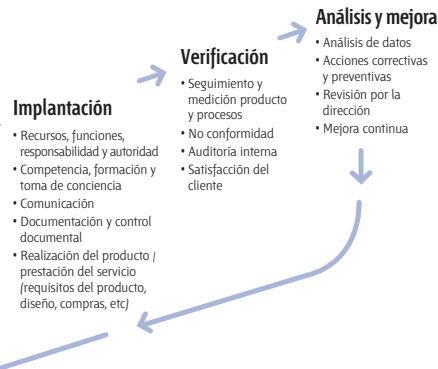 Implantación
• Recursos, funciones,
responsabilidad y autoridad
• Competencia, formación y
toma de conciencia
• Comunicación
• Documentación y control
documental
• Realización del producto /
prestación del servicio
(requisitos del producto,
diseño, compras, etc)
Verificación
• Seguimiento y
medición producto
y procesos
• No conformidad
• Auditoría interna
• Satisfacción del
cliente
Análisis y mejora
• Análisis de datos
• Acciones correctivas
y preventivas
• Revisión por la
dirección
• Mejora continua